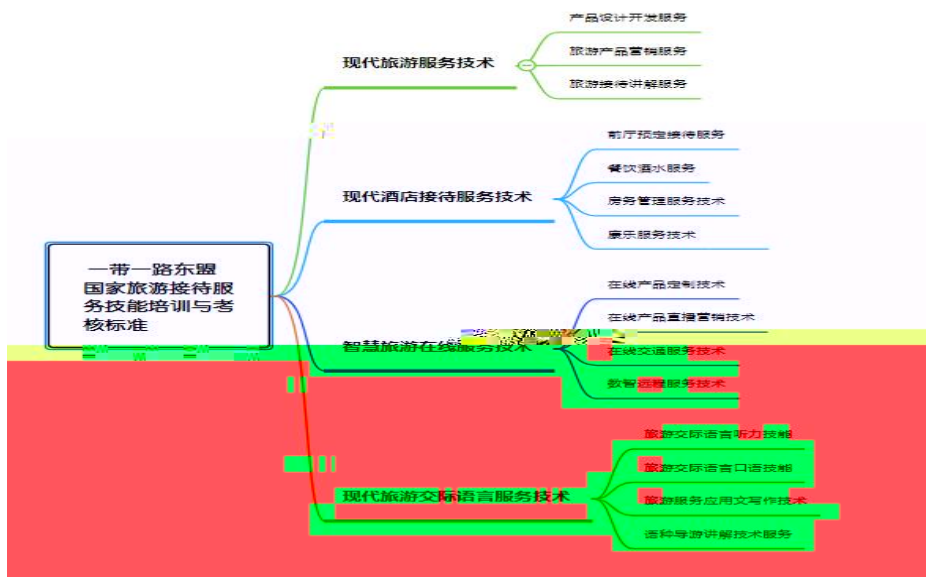 一带一路东盟
国家旅游接待服
务技能培训与考
核标准
现代旅游服务技术
产品设计开发服务
旅游产品营销服务
旅游接待讲解服务
现代酒店接待服务技术
前厅预定接待服务
餐饮酒水服务
房务管理服务技术
康乐服务技术
智慧旅游在线服务技术
在线产品定制技术
在线产品直播营销技术
在线交通服务技术
数智远程服务技术
现代旅游交际语言服务技术
旅游交际语言听力技能
旅游交际语言口语技能
旅游服务应用文写作技术
语种导游讲解技术服务